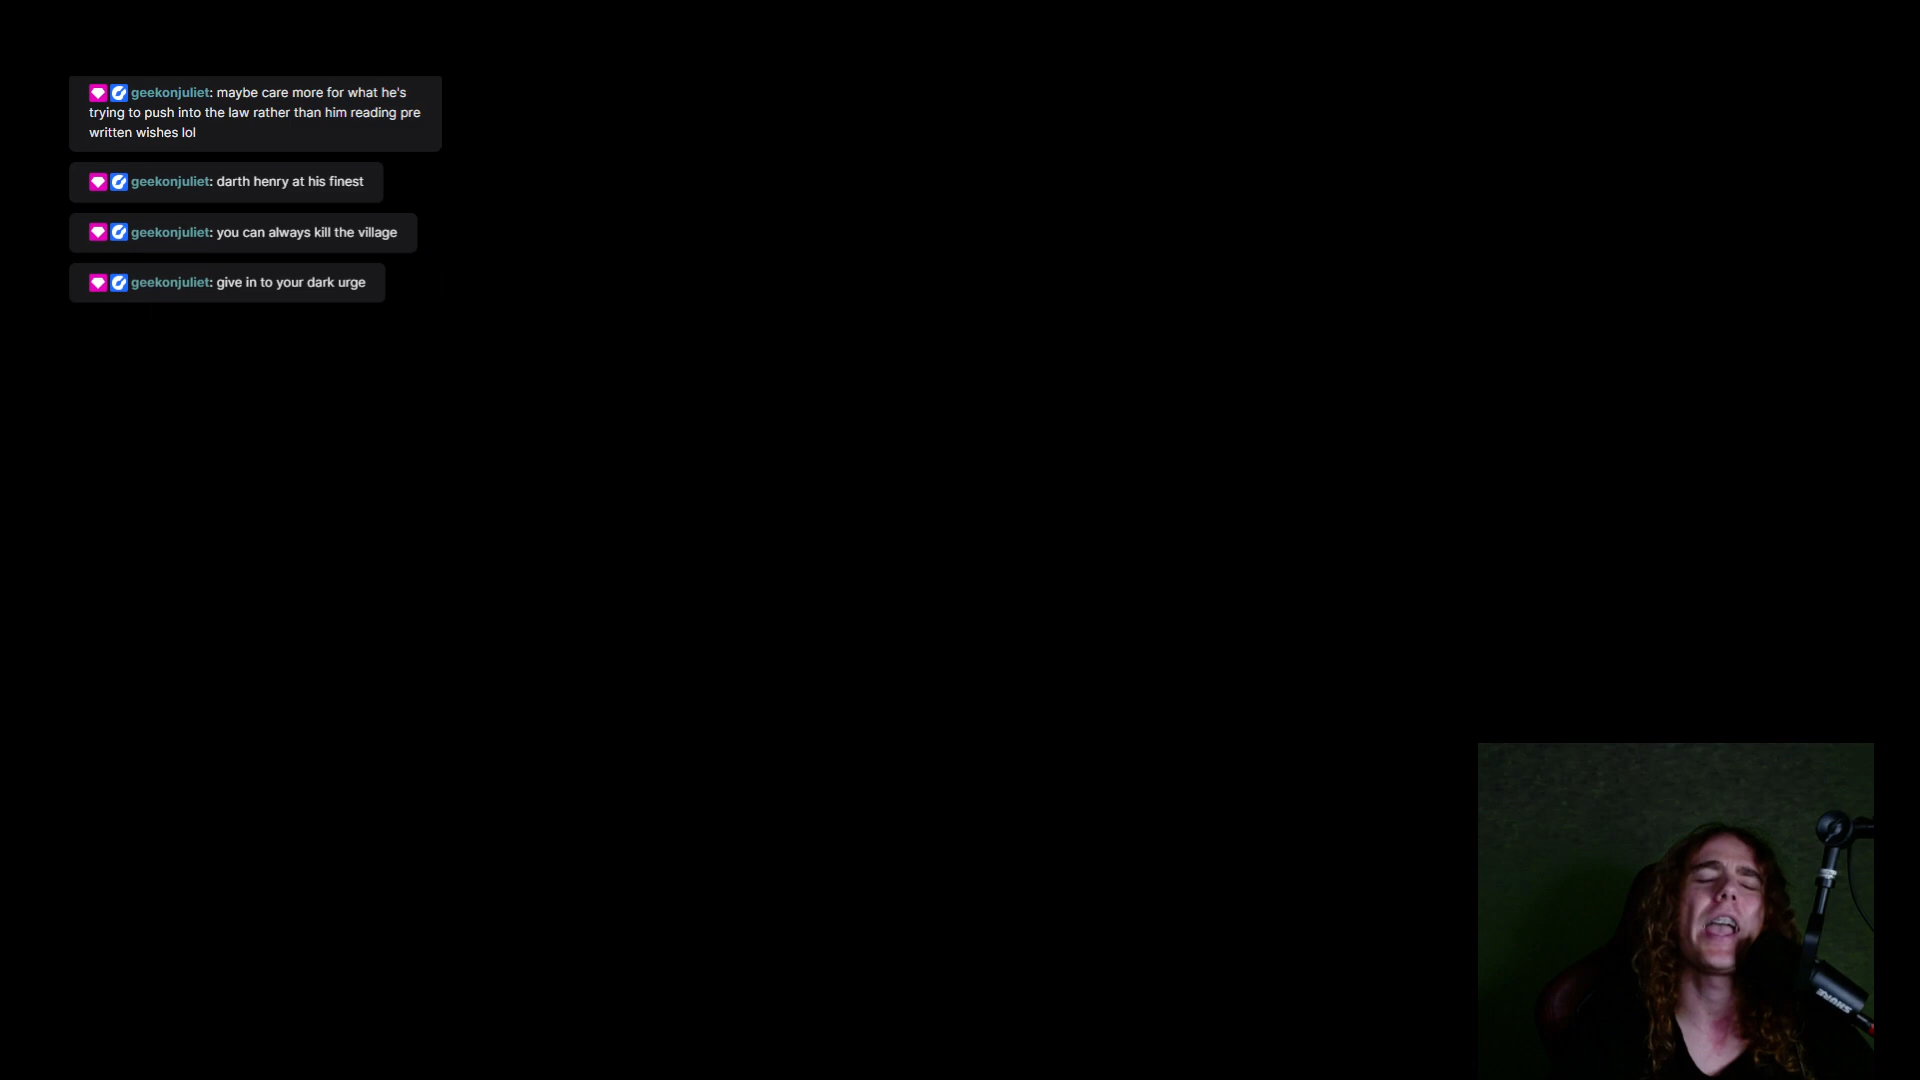 geekonjuliet: maybe care more for what he's
trying to push into the law rather than him reading pre
written wishes lol
geekonjuliet: darth henry at his finest
geekonjuliet: you can always kill the village
geekonjuliet: give in to your dark urge
SHURE